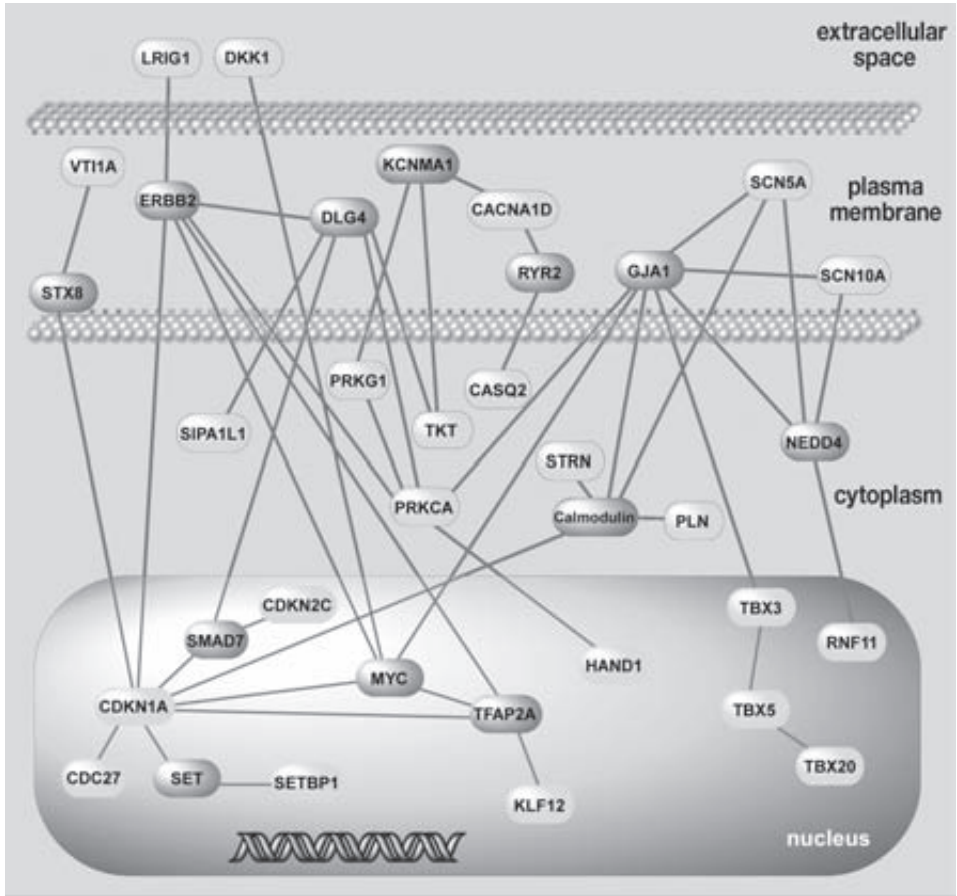 LRIG1
DKK1
extracellular
space
VTI1A
KCNMA1
SCN5A
plasma
membrane
ERBB2
DLG4
CACNA1D
STX8
RYR2
GJA1
SCN10A
PRKG1
CASQ2
SIPA1L1
TKT
NEDD4
STRN
cytoplasm
PRKCA
Calmodulin
PLN
CDKN2C
TBX3
SMAD7
HAND1
RNF11
MYC
CDKN1A
TFAP2A
TBX5
CDC27
SET
SETBP1
TBX20
KLF12
nucleus